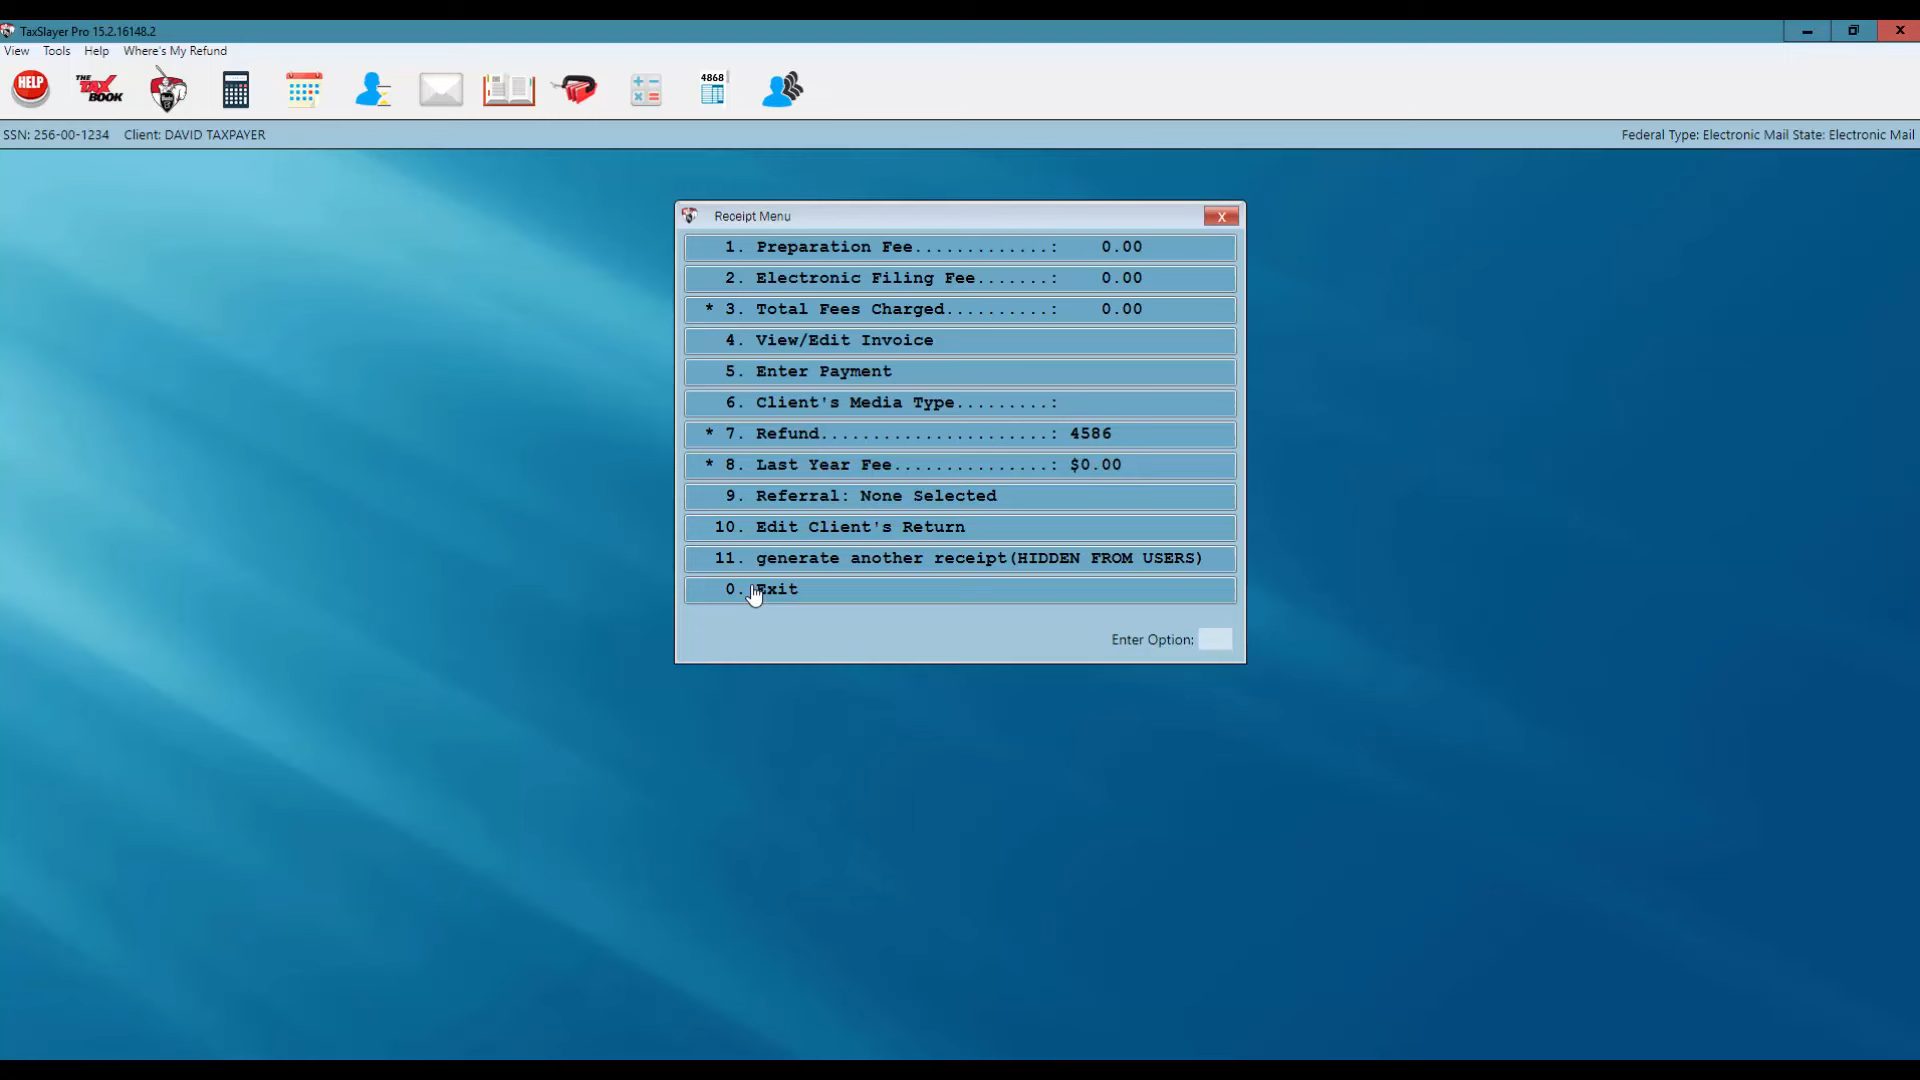 TaxSlayer Pro 15.2.16148.2
View Tools Help Where's My Refund
HELP
THE TAX BOOK
4868
SSN: 256-00-1234 Client: DAVID TAXPAYER
Federal Type: Electronic Mail State: Electronic Mail
Receipt Menu
X
1. Preparation Fee.............: 0.00
2. Electronic Filing Fee.......: 0.00
* 3. Total Fees Charged..........: 0.00
4. View/Edit Invoice
5. Enter Payment
6. Client's Media Type.........:
* 7. Refund......................: 4586
* 8. Last Year Fee...............: $0.00
9. Referral: None Selected
10. Edit Client's Return
11. generate another receipt(HIDDEN FROM USERS)
0. Exit
Enter Option: